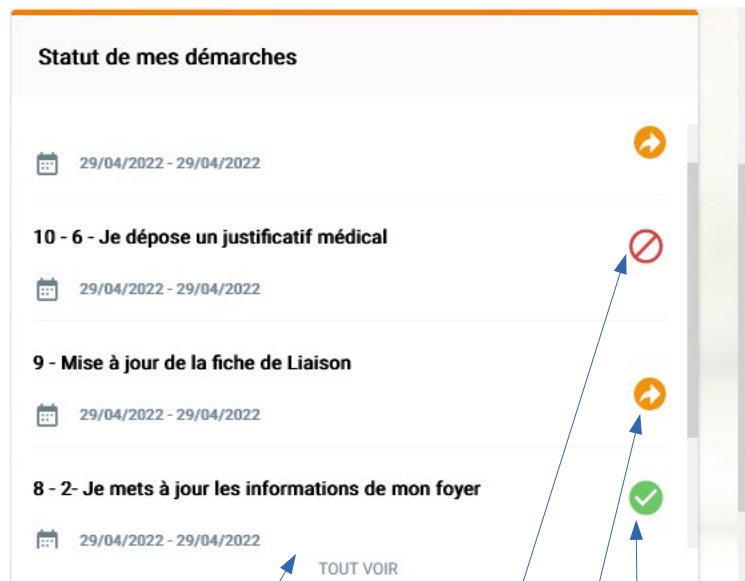 Statut de mes démarches
29/04/2022 - 29/04/2022
10 - 6 - Je dépose un justificatif médical
29/04/2022 - 29/04/2022
9 - Mise à jour de la fiche de Liaison
29/04/2022 - 29/04/2022
8 - 2- Je mets à jour les informations de mon foyer
29/04/2022 - 29/04/2022
TOUT VOIR